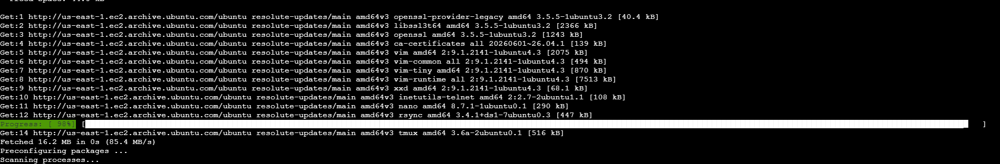 Get:1 http://us-east-1.ec2.archive.ubuntu.com/ubuntu resolute-updates/main amd64v3 openssl-provider-legacy amd64 3.5.5-1ubuntu3.2 [40.4 kB]
Get:2 http://us-east-1.ec2.archive.ubuntu.com/ubuntu resolute-updates/main amd64v3 libssl3t64 amd64 3.5.5-1ubuntu3.2 [2366 kB]
Get:3 http://us-east-1.ec2.archive.ubuntu.com/ubuntu resolute-updates/main amd64v3 openssl amd64 3.5.5-1ubuntu3.2 [1243 kB]
Get:4 http://us-east-1.ec2.archive.ubuntu.com/ubuntu resolute-updates/main amd64v3 ca-certificates all 20260601~26.04.1 [139 kB]
Get:5 http://us-east-1.ec2.archive.ubuntu.com/ubuntu resolute-updates/main amd64v3 vim amd64 2:9.1.2141-1ubuntu4.3 [2075 kB]
Get:6 http://us-east-1.ec2.archive.ubuntu.com/ubuntu resolute-updates/main amd64v3 vim-common all 2:9.1.2141-1ubuntu4.3 [494 kB]
Get:7 http://us-east-1.ec2.archive.ubuntu.com/ubuntu resolute-updates/main amd64v3 vim-tiny amd64 2:9.1.2141-1ubuntu4.3 [870 kB]
Get:8 http://us-east-1.ec2.archive.ubuntu.com/ubuntu resolute-updates/main amd64v3 vim-runtime all 2:9.1.2141-1ubuntu4.3 [7513 kB]
Get:9 http://us-east-1.ec2.archive.ubuntu.com/ubuntu resolute-updates/main amd64v3 xxd amd64 2:9.1.2141-1ubuntu4.3 [68.1 kB]
Get:10 http://us-east-1.ec2.archive.ubuntu.com/ubuntu resolute-updates/main amd64v3 inetutils-telnet amd64 2:2.7-2ubuntu1.1 [108 kB]
Get:11 http://us-east-1.ec2.archive.ubuntu.com/ubuntu resolute-updates/main amd64v3 nano amd64 8.7.1-1ubuntu0.1 [290 kB]
Get:12 http://us-east-1.ec2.archive.ubuntu.com/ubuntu resolute-updates/main amd64v3 rsync amd64 3.4.1+ds1-7ubuntu0.3 [447 kB]
Progress: [ 98%] [ ]
Get:14 http://us-east-1.ec2.archive.ubuntu.com/ubuntu resolute-updates/main amd64v3 tmux amd64 3.6a-2ubuntu0.1 [516 kB]
Fetched 16.2 MB in 0s (85.4 MB/s)
Preconfiguring packages ...
Scanning processes...